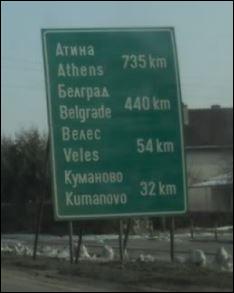 Атина
Athens 735 km
Белград
Belgrade 440 km
Велес
Veles 54 km
Куманово
Kumanovo 32 km